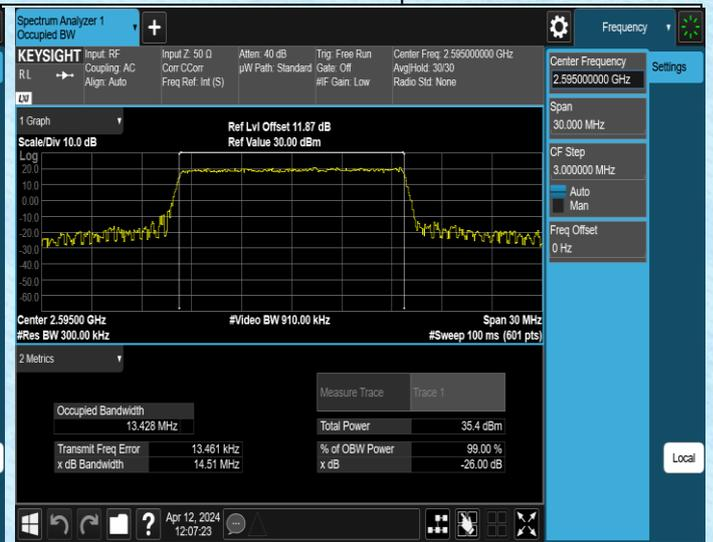 Spectrum Analyzer 1
Occupied BW
+
Frequency
KEYSIGHT
RL
LXI
Input: RF
Coupling: AC
Align: Auto
Input Z: 50 Ω
Corr CCorr
Freq Ref: Int (S)
Atten: 40 dB
µW Path: Standard
Trig: Free Run
Gate: Off
#IF Gain: Low
Center Freq: 2.595000000 GHz
Avg|Hold: 30/30
Radio Std: None
Center Frequency
2.595000000 GHz
Settings
Span
30.000 MHz
CF Step
3.000000 MHz
Auto
Man
Freq Offset
0 Hz
Local
1 Graph
Scale/Div 10.0 dB
Ref Lvl Offset 11.87 dB
Ref Value 30.00 dBm
Log
20.0
10.0
0.00
-10.0
-20.0
-30.0
-40.0
-50.0
-60.0
Center 2.59500 GHz
#Res BW 300.00 kHz
#Video BW 910.00 kHz
Span 30 MHz
#Sweep 100 ms (601 pts)
2 Metrics
Measure Trace
Trace 1
Occupied Bandwidth
13.428 MHz
Total Power
35.4 dBm
Transmit Freq Error
13.461 kHz
% of OBW Power
99.00 %
x dB Bandwidth
14.51 MHz
x dB
-26.00 dB
?
Apr 12, 2024
12:07:23